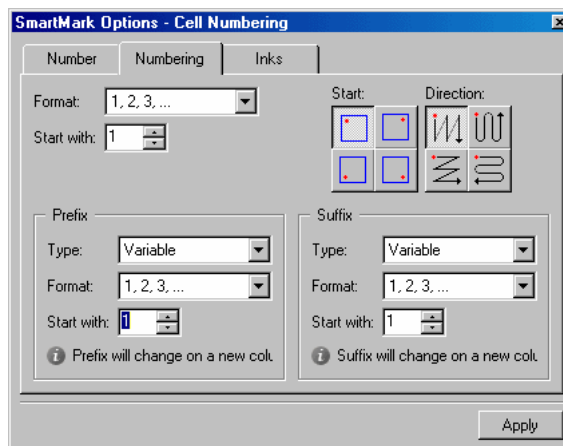 SmartMark Options - Cell Numbering
Number Numbering Inks
Format: 1, 2, 3, ... Start: Direction:
Start with: 1
Prefix Suffix
Type: Variable Type: Variable
Format: 1, 2, 3, ... Format: 1, 2, 3, ...
Start with: 1 Start with: 1
Prefix will change on a new colu Suffix will change on a new colu
Apply